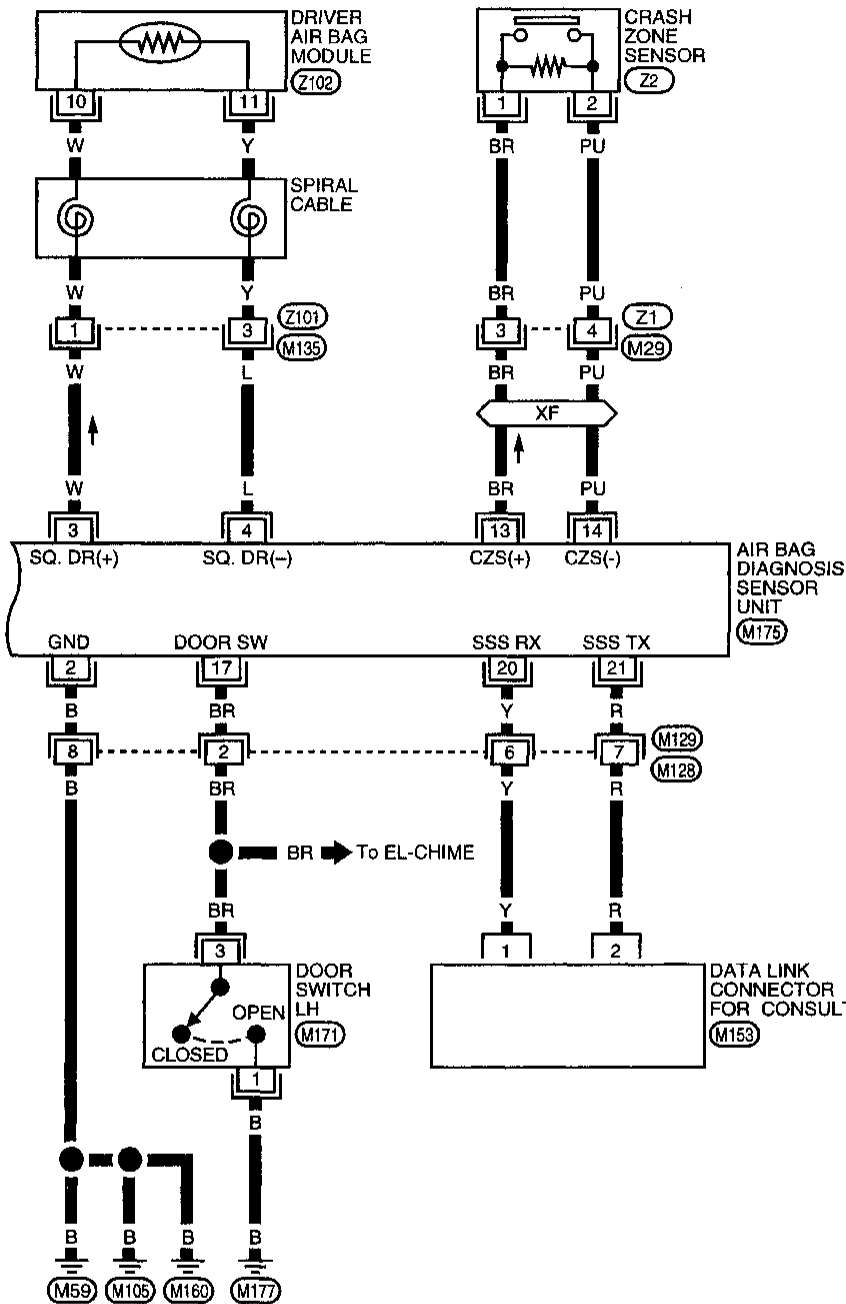 DRIVER
AIR BAG
MODULE
Z102
CRASH
ZONE
SENSOR
Z2
10
11
1
2
W
Y
BR
PU
SPIRAL
CABLE
W
Y
BR
PU
1
3
Z101
M135
3
4
Z1
M29
W
L
BR
PU
XF
W
L
BR
PU
3
4
13
14
SQ. DR(+)
SQ. DR(–)
CZS(+)
CZS(-)
AIR BAG
DIAGNOSIS
SENSOR
UNIT
M175
GND
DOOR SW
SSS RX
SSS TX
2
17
20
21
B
BR
Y
R
8
2
6
7
M129
M128
B
BR
Y
R
BR
To EL-CHIME
BR
Y
R
3
1
2
DOOR
SWITCH
LH
M171
OPEN
CLOSED
DATA LINK
CONNECTOR
FOR CONSULT
M153
1
B
B
B
B
B
M59
M105
M160
M177